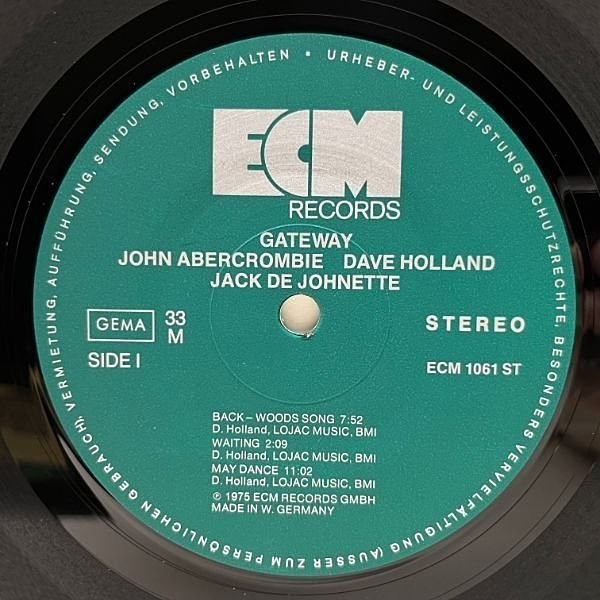 URHEBER- UND LEISTUNGSSCHUTZRECHTE, BESONDERS VERVIELFÄLTIGUNG (AUSSER ZUM PERSÖNLICHEN GEBRAUCH), VERMIETUNG, AUFFÜHRUNG, SENDUNG, VORBEHALTEN •
ECM
RECORDS
GATEWAY
JOHN ABERCROMBIE DAVE HOLLAND
JACK DE JOHNETTE
GEMA 33 STEREO
M
SIDE I ECM 1061 ST
BACK – WOODS SONG 7:52
D. Holland, LOJAC MUSIC, BMI
WAITING 2:09
D. Holland, LOJAC MUSIC, BMI
MAY DANCE 11:02
D. Holland, LOJAC MUSIC, BMI
℗ 1975 ECM RECORDS GMBH
MADE IN W. GERMANY